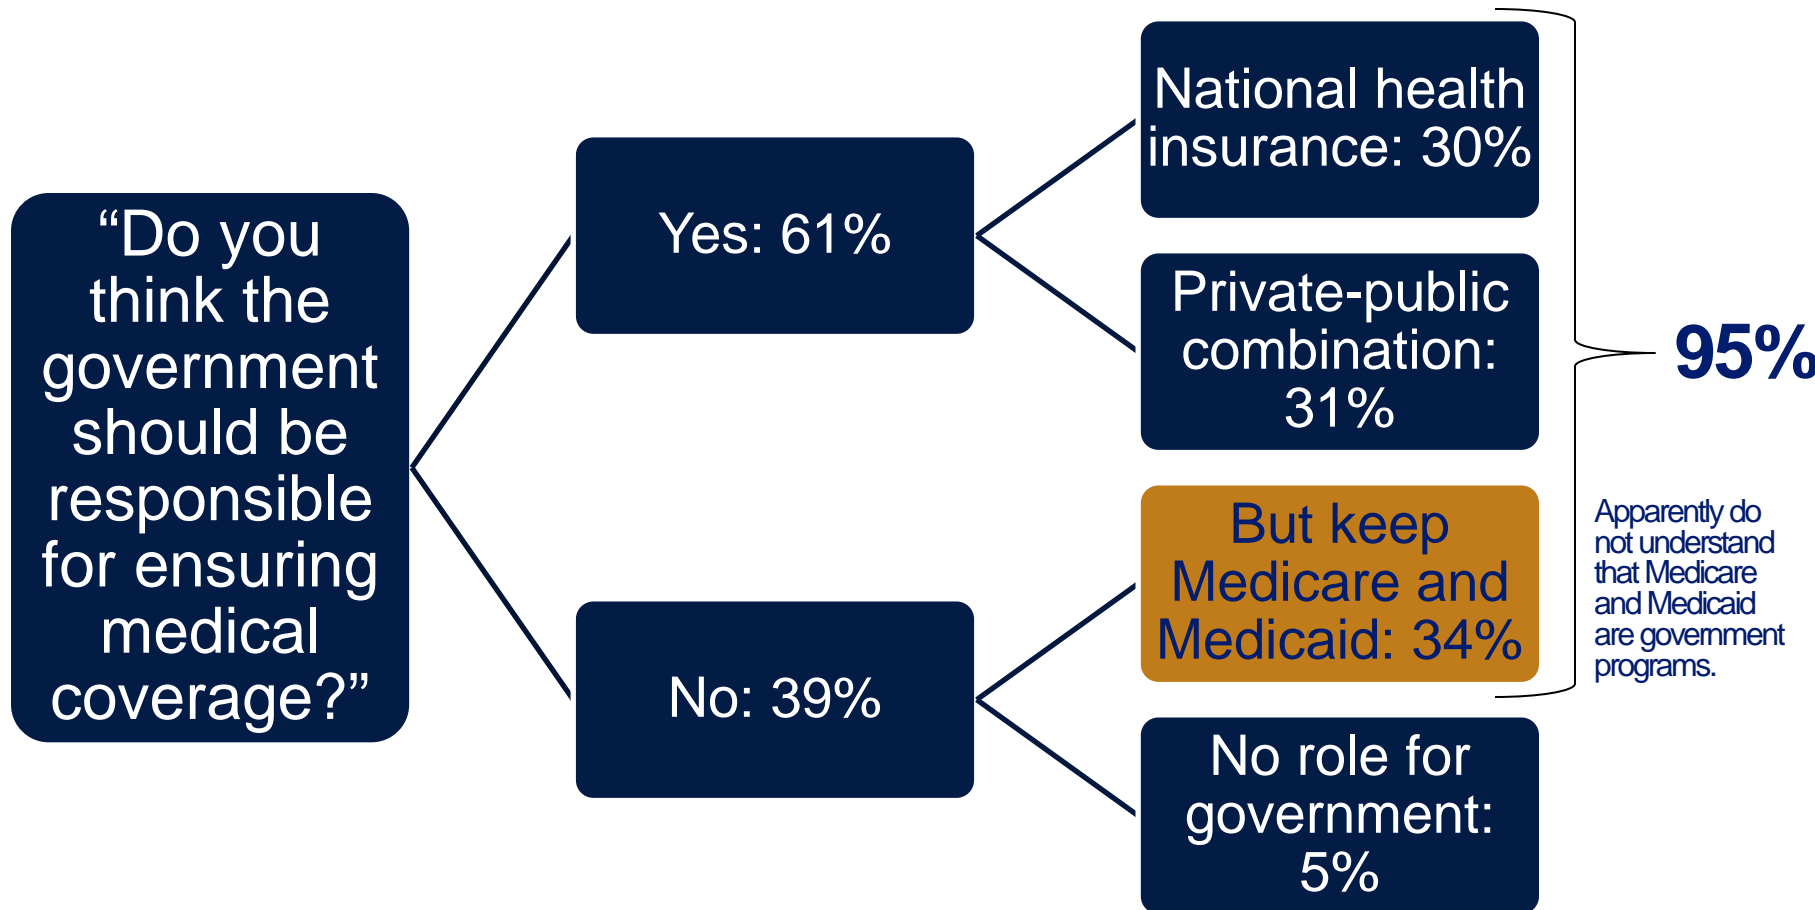 “Do you
think the
government
should be
responsible
for ensuring
medical
coverage?”
Yes: 61%
No: 39%
National health
insurance: 30%
Private-public
combination:
31%
But keep
Medicare and
Medicaid: 34%
No role for
government:
5%
95%
Apparently do
not understand
that Medicare
and Medicaid
are government
programs.